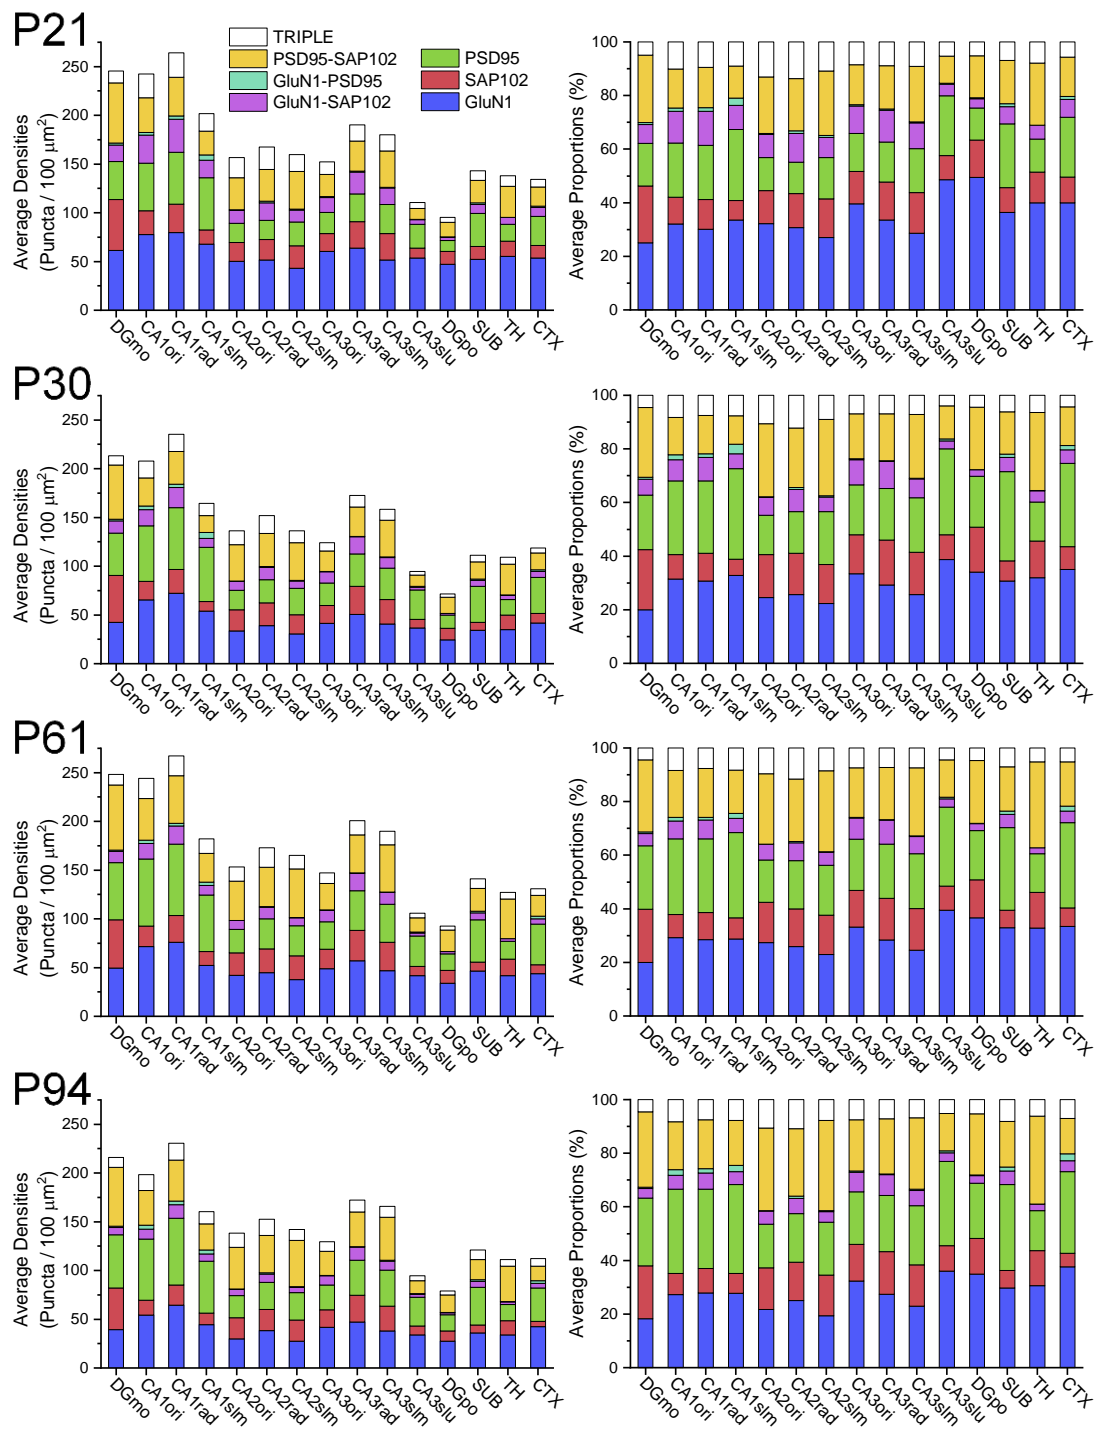 P21
TRIPLE
PSD95-SAP102
GluN1-PSD95
GluN1-SAP102
PSD95
SAP102
GluN1
Average Densities
(Puncta / 100 μm²)
250
200
150
100
50
0
DGmo
CA1ori
CA1rad
CA1slm
CA2ori
CA2rad
CA2slm
CA3ori
CA3rad
CA3slm
CA3slu
DGpo
SUB
TH
CTX
Average Proportions (%)
100
80
60
40
20
0
DGmo
CA1ori
CA1rad
CA1slm
CA2ori
CA2rad
CA2slm
CA3ori
CA3rad
CA3slm
CA3slu
DGpo
SUB
TH
CTX
P30
Average Densities
(Puncta / 100 μm²)
250
200
150
100
50
0
DGmo
CA1ori
CA1rad
CA1slm
CA2ori
CA2rad
CA2slm
CA3ori
CA3rad
CA3slm
CA3slu
DGpo
SUB
TH
CTX
Average Proportions (%)
100
80
60
40
20
0
DGmo
CA1ori
CA1rad
CA1slm
CA2ori
CA2rad
CA2slm
CA3ori
CA3rad
CA3slm
CA3slu
DGpo
SUB
TH
CTX
P61
Average Densities
(Puncta / 100 μm²)
250
200
150
100
50
0
DGmo
CA1ori
CA1rad
CA1slm
CA2ori
CA2rad
CA2slm
CA3ori
CA3rad
CA3slm
CA3slu
DGpo
SUB
TH
CTX
Average Proportions (%)
100
80
60
40
20
0
DGmo
CA1ori
CA1rad
CA1slm
CA2ori
CA2rad
CA2slm
CA3ori
CA3rad
CA3slm
CA3slu
DGpo
SUB
TH
CTX
P94
Average Densities
(Puncta / 100 μm²)
250
200
150
100
50
0
DGmo
CA1ori
CA1rad
CA1slm
CA2ori
CA2rad
CA2slm
CA3ori
CA3rad
CA3slm
CA3slu
DGpo
SUB
TH
CTX
Average Proportions (%)
100
80
60
40
20
0
DGmo
CA1ori
CA1rad
CA1slm
CA2ori
CA2rad
CA2slm
CA3ori
CA3rad
CA3slm
CA3slu
DGpo
SUB
TH
CTX